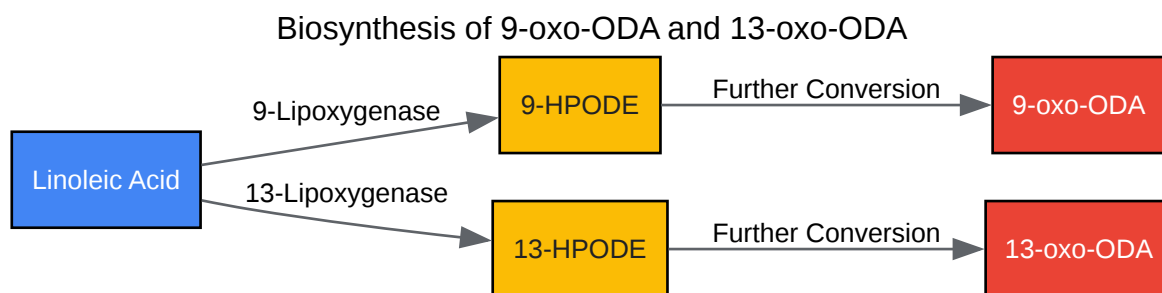 Biosynthesis of 9-oxo-ODA and 13-oxo-ODA
Linoleic Acid
9-Lipoxygenase
9-HPODE
Further Conversion
9-oxo-ODA
13-Lipoxygenase
13-HPODE
Further Conversion
13-oxo-ODA